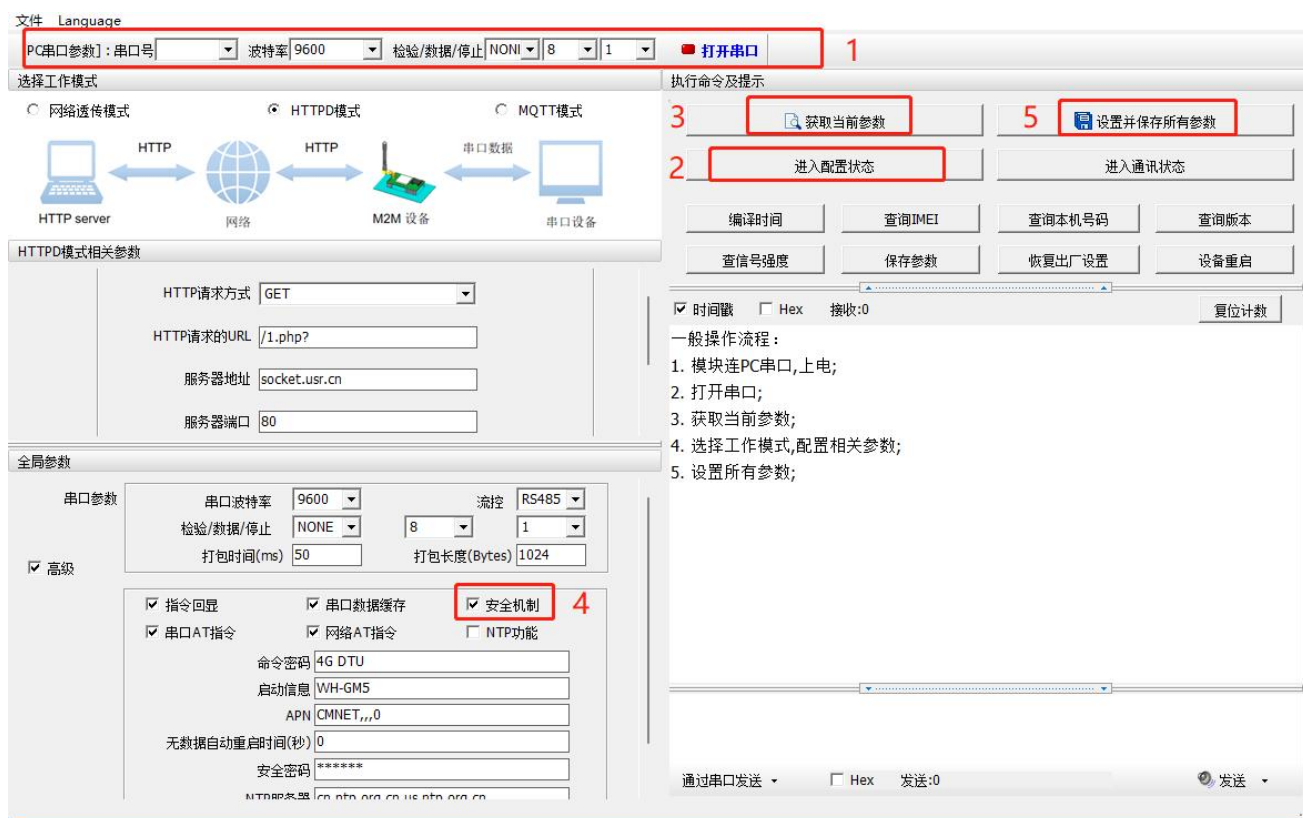 文件 Language
PC串口参数]:串口号 波特率 9600 检验/数据/停止 NONI 8 1 打开串口 1
选择工作模式
网络透传模式 HTTPD模式 MQTT模式
HTTP HTTP 串口数据
HTTP server 网络 M2M 设备 串口设备
HTTPD模式相关参数
HTTP请求方式 GET
HTTP请求的URL /1.php?
服务器地址 socket.usr.cn
服务器端口 80
全局参数
串口参数 串口波特率 9600 流控 RS485
检验/数据/停止 NONE 8 1
打包时间(ms) 50 打包长度(Bytes) 1024
高级
指令回显 串口数据缓存 安全机制 4
串口AT指令 网络AT指令 NTP功能
命令密码 4G DTU
启动信息 WH-GM5
APN CMNET,,,0
无数据自动重启时间(秒) 0
安全密码 ******
NTP服务器 cn.ntp.org.cn,us.ntp.org.cn
执行命令及提示
3 获取当前参数 5 设置并保存所有参数
2 进入配置状态 进入通讯状态
编译时间 查询IMEI 查询本机号码 查询版本
查信号强度 保存参数 恢复出厂设置 设备重启
时间戳 Hex 接收:0 复位计数
一般操作流程:
1. 模块连PC串口,上电;
2. 打开串口;
3. 获取当前参数;
4. 选择工作模式,配置相关参数;
5. 设置所有参数;
通过串口发送 Hex 发送:0 发送